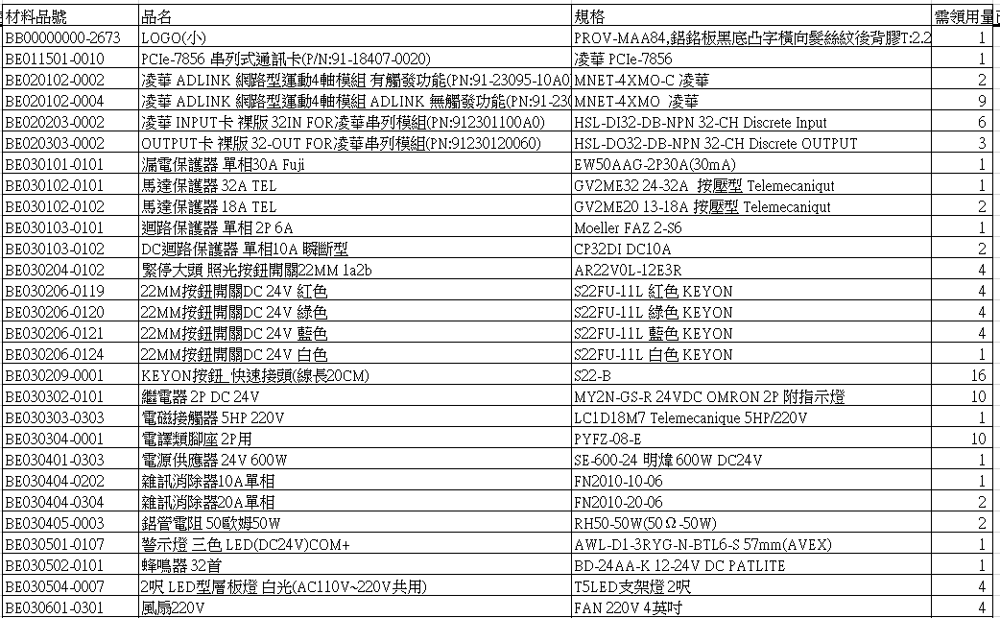 材料品號 品名 規格 需領用量
BB00000000-2673 LOGO(小) PROV-MAA84,鋁銘板黑底凸字橫向髮絲紋後背膠T:2.2 1
BE011501-0010 PCIe-7856 串列式通訊卡(P/N:91-18407-0020) 凌華 PCIe-7856 1
BE020102-0002 凌華 ADLINK 網路型運動4軸模組 有觸發功能(PN:91-23095-10A0 MNET-4XMO-C 凌華 2
BE020102-0004 凌華 ADLINK 網路型運動4軸模組 ADLINK 無觸發功能(PN:91-230 MNET-4XMO 凌華 9
BE020203-0002 凌華 INPUT卡 裸版 32IN FOR凌華串列模組(PN:912301100A0) HSL-DI32-DB-NPN 32-CH Discrete Input 6
BE020303-0002 OUTPUT卡 裸版 32-OUT FOR凌華串列模組(PN:91230120060) HSL-DO32-DB-NPN 32-CH Discrete OUTPUT 3
BE030101-0101 漏電保護器 單相30A Fuji EW50AAG-2P30A(30mA) 1
BE030102-0101 馬達保護器 32A TEL GV2ME32 24-32A 按壓型 Telemecaniqut 1
BE030102-0102 馬達保護器 18A TEL GV2ME20 13-18A 按壓型 Telemecaniqut 2
BE030103-0101 迴路保護器 單相 2P 6A Moeller FAZ 2-S6 1
BE030103-0102 DC迴路保護器 單相10A 瞬斷型 CP32DI DC10A 2
BE030204-0102 緊停大頭 照光按鈕開關22MM 1a2b AR22V0L-12E3R 4
BE030206-0119 22MM按鈕開關DC 24V 紅色 S22FU-11L 紅色 KEYON 4
BE030206-0120 22MM按鈕開關DC 24V 綠色 S22FU-11L 綠色 KEYON 4
BE030206-0121 22MM按鈕開關DC 24V 藍色 S22FU-11L 藍色 KEYON 4
BE030206-0124 22MM按鈕開關DC 24V 白色 S22FU-11L 白色 KEYON 1
BE030209-0001 KEYON按鈕_快速接頭(線長20CM) S22-B 16
BE030302-0101 繼電器 2P DC 24V MY2N-GS-R 24VDC OMRON 2P 附指示燈 10
BE030303-0303 電磁接觸器 5HP 220V LC1D18M7 Telemecanique 5HP/220V 1
BE030304-0001 電譯類腳座 2P用 PYFZ-08-E 10
BE030401-0303 電源供應器 24V 600W SE-600-24 明煒 600W DC24V 1
BE030404-0202 雜訊消除器10A單相 FN2010-10-06 1
BE030404-0304 雜訊消除器20A單相 FN2010-20-06 2
BE030405-0003 鋁管電阻 50歐姆50W RH50-50W(50Ω-50W) 2
BE030501-0107 警示燈 三色 LED(DC24V)COM+ AWL-D1-3RYG-N-BTL6-S 57mm(AVEX) 1
BE030502-0101 蜂鳴器 32首 BD-24AA-K 12-24V DC PATLITE 1
BE030504-0007 2呎 LED型層板燈 白光(AC110V~220V共用) T5LED支架燈 2呎 4
BE030601-0301 風扇220V FAN 220V 4英吋 4